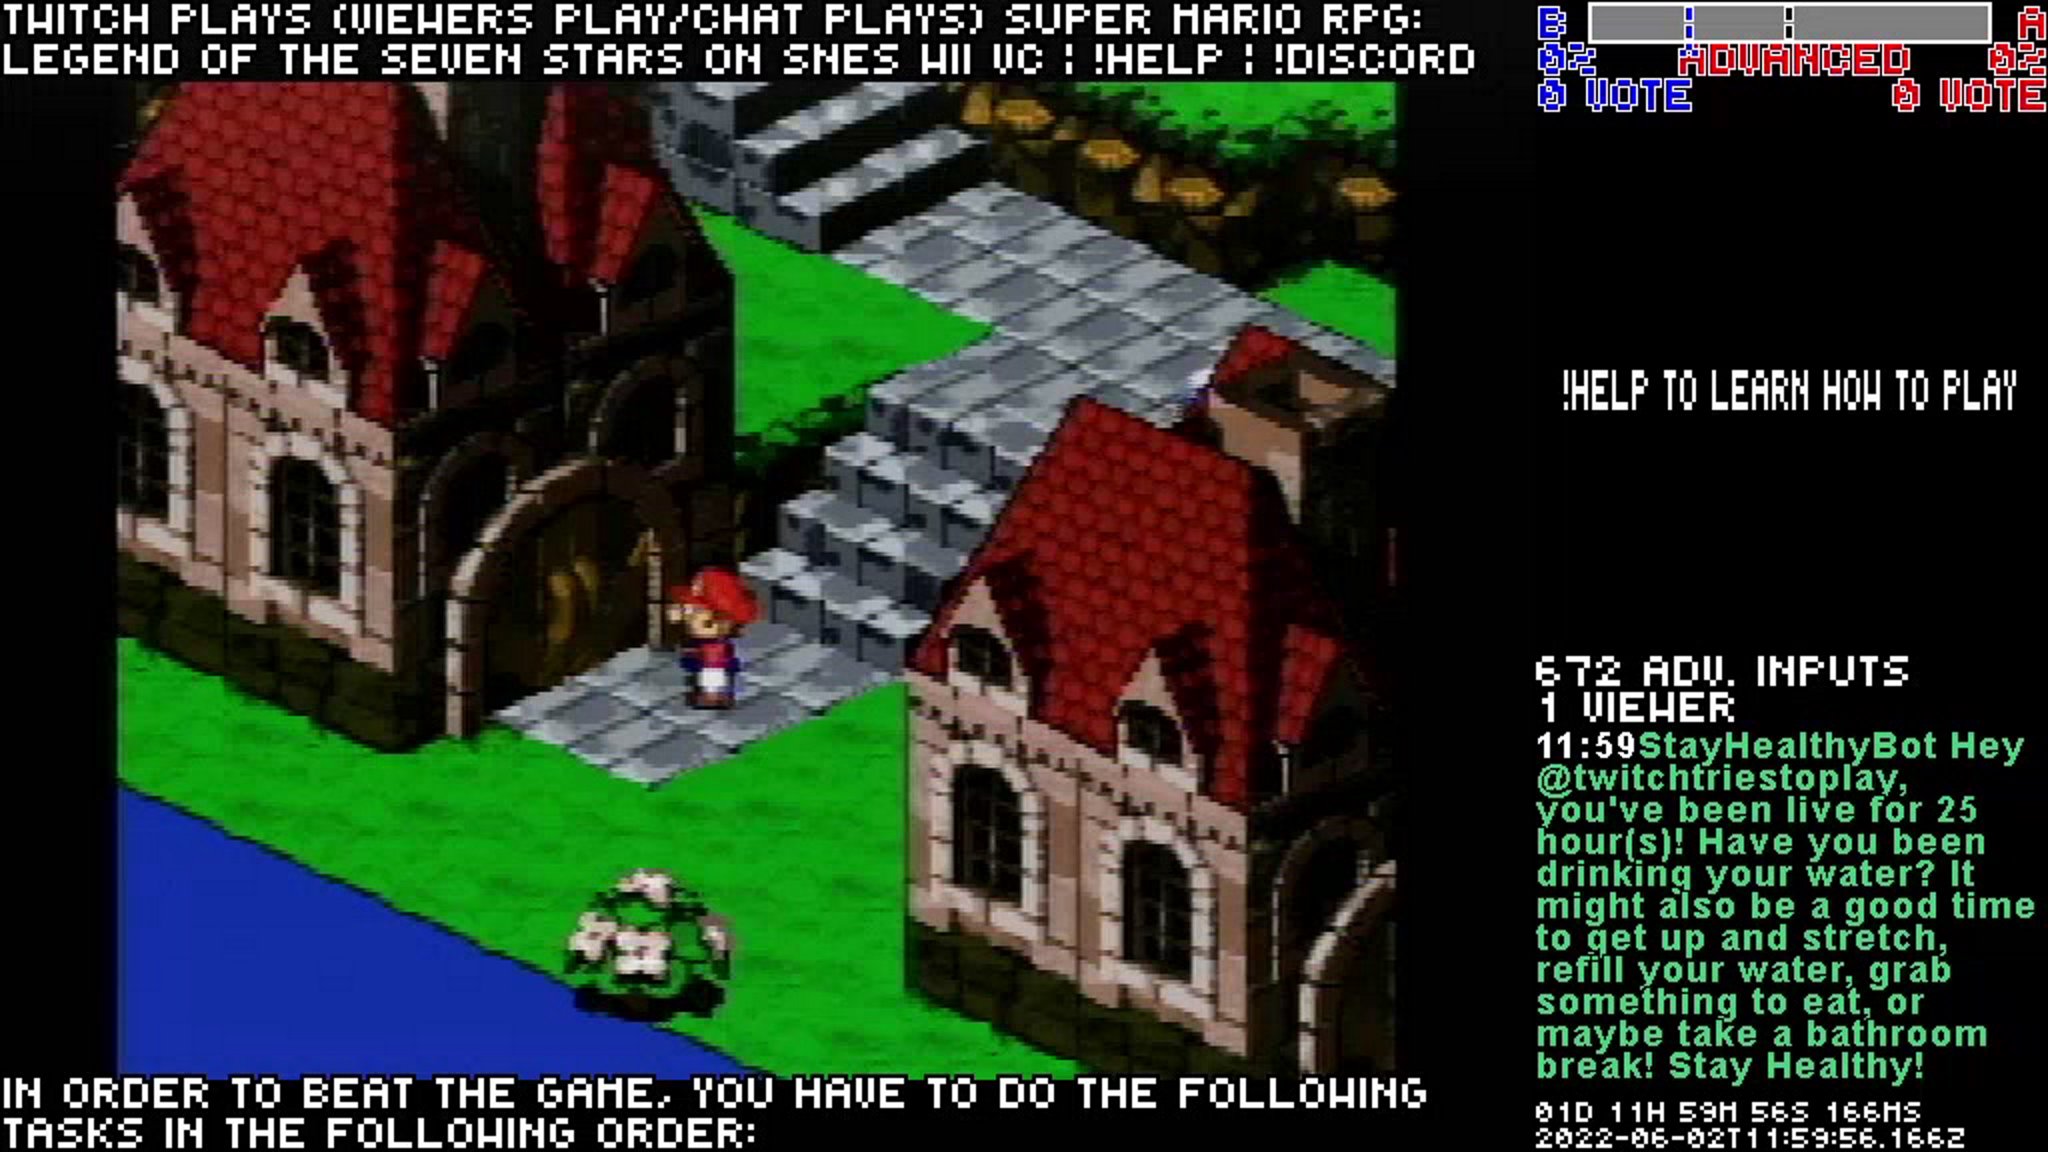 TWITCH PLAYS (VIEWERS PLAY/CHAT PLAYS) SUPER MARIO RPG:
LEGEND OF THE SEVEN STARS ON SNES WII VC ¦ !HELP ¦ !DISCORD
B A
0% ADVANCED 0%
0 VOTE 0 VOTE
!HELP TO LEARN HOW TO PLAY
672 ADV. INPUTS
1 VIEWER
11:59StayHealthyBot Hey
@twitchtriestoplay,
you've been live for 25
hour(s)! Have you been
drinking your water? It
might also be a good time
to get up and stretch,
refill your water, grab
something to eat, or
maybe take a bathroom
break! Stay Healthy!
01D 11H 59M 56S 166MS
2022-06-02T11:59:56.166Z
IN ORDER TO BEAT THE GAME, YOU HAVE TO DO THE FOLLOWING
TASKS IN THE FOLLOWING ORDER: